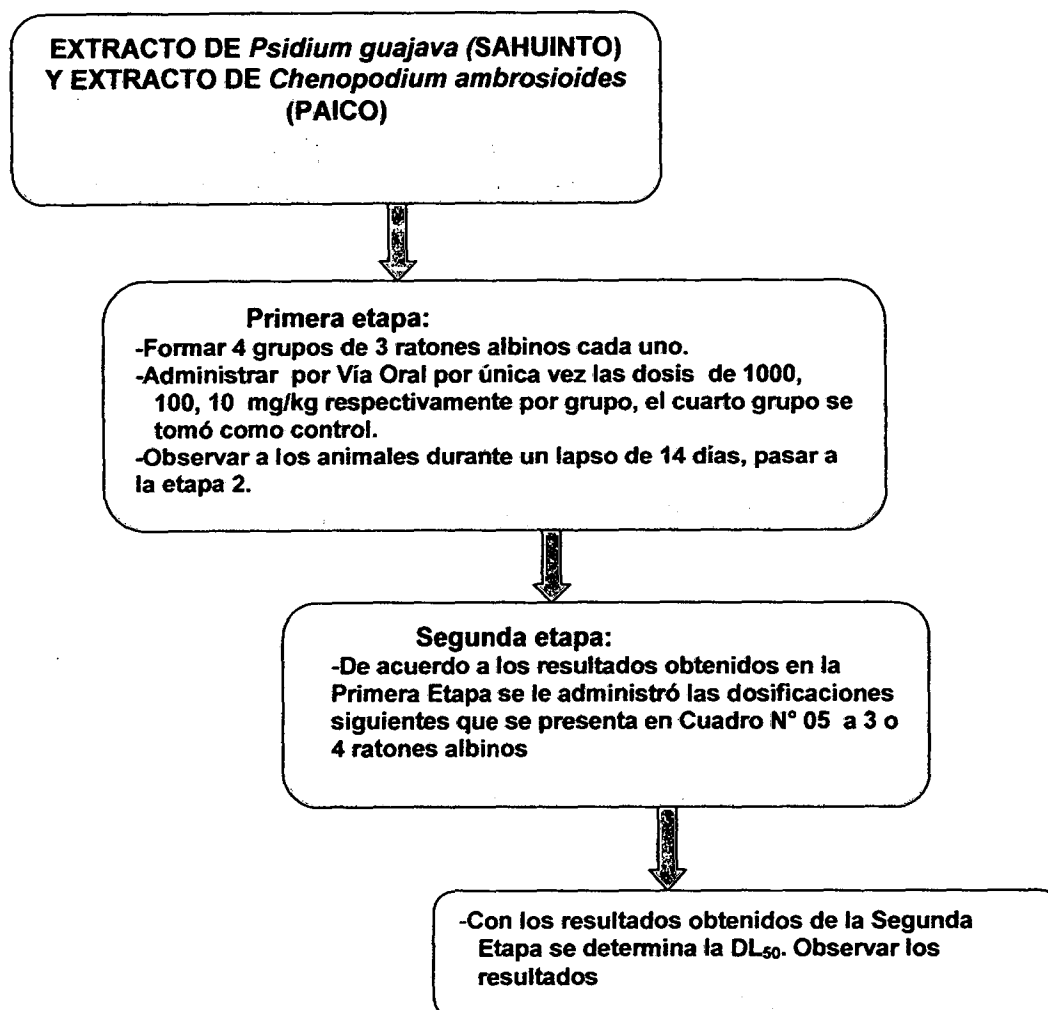 EXTRACTO DE Psidium guajava (SAHUINTO)
Y EXTRACTO DE Chenopodium ambrosioides
(PAICO)
Primera etapa:
-Formar 4 grupos de 3 ratones albinos cada uno.
-Administrar por Vía Oral por única vez las dosis de 1000,
100, 10 mg/kg respectivamente por grupo, el cuarto grupo se
tomó como control.
-Observar a los animales durante un lapso de 14 días, pasar a
la etapa 2.
Segunda etapa:
-De acuerdo a los resultados obtenidos en la
Primera Etapa se le administró las dosificaciones
siguientes que se presenta en Cuadro N° 05 a 3 o
4 ratones albinos
-Con los resultados obtenidos de la Segunda
Etapa se determina la DL₅₀. Observar los
resultados